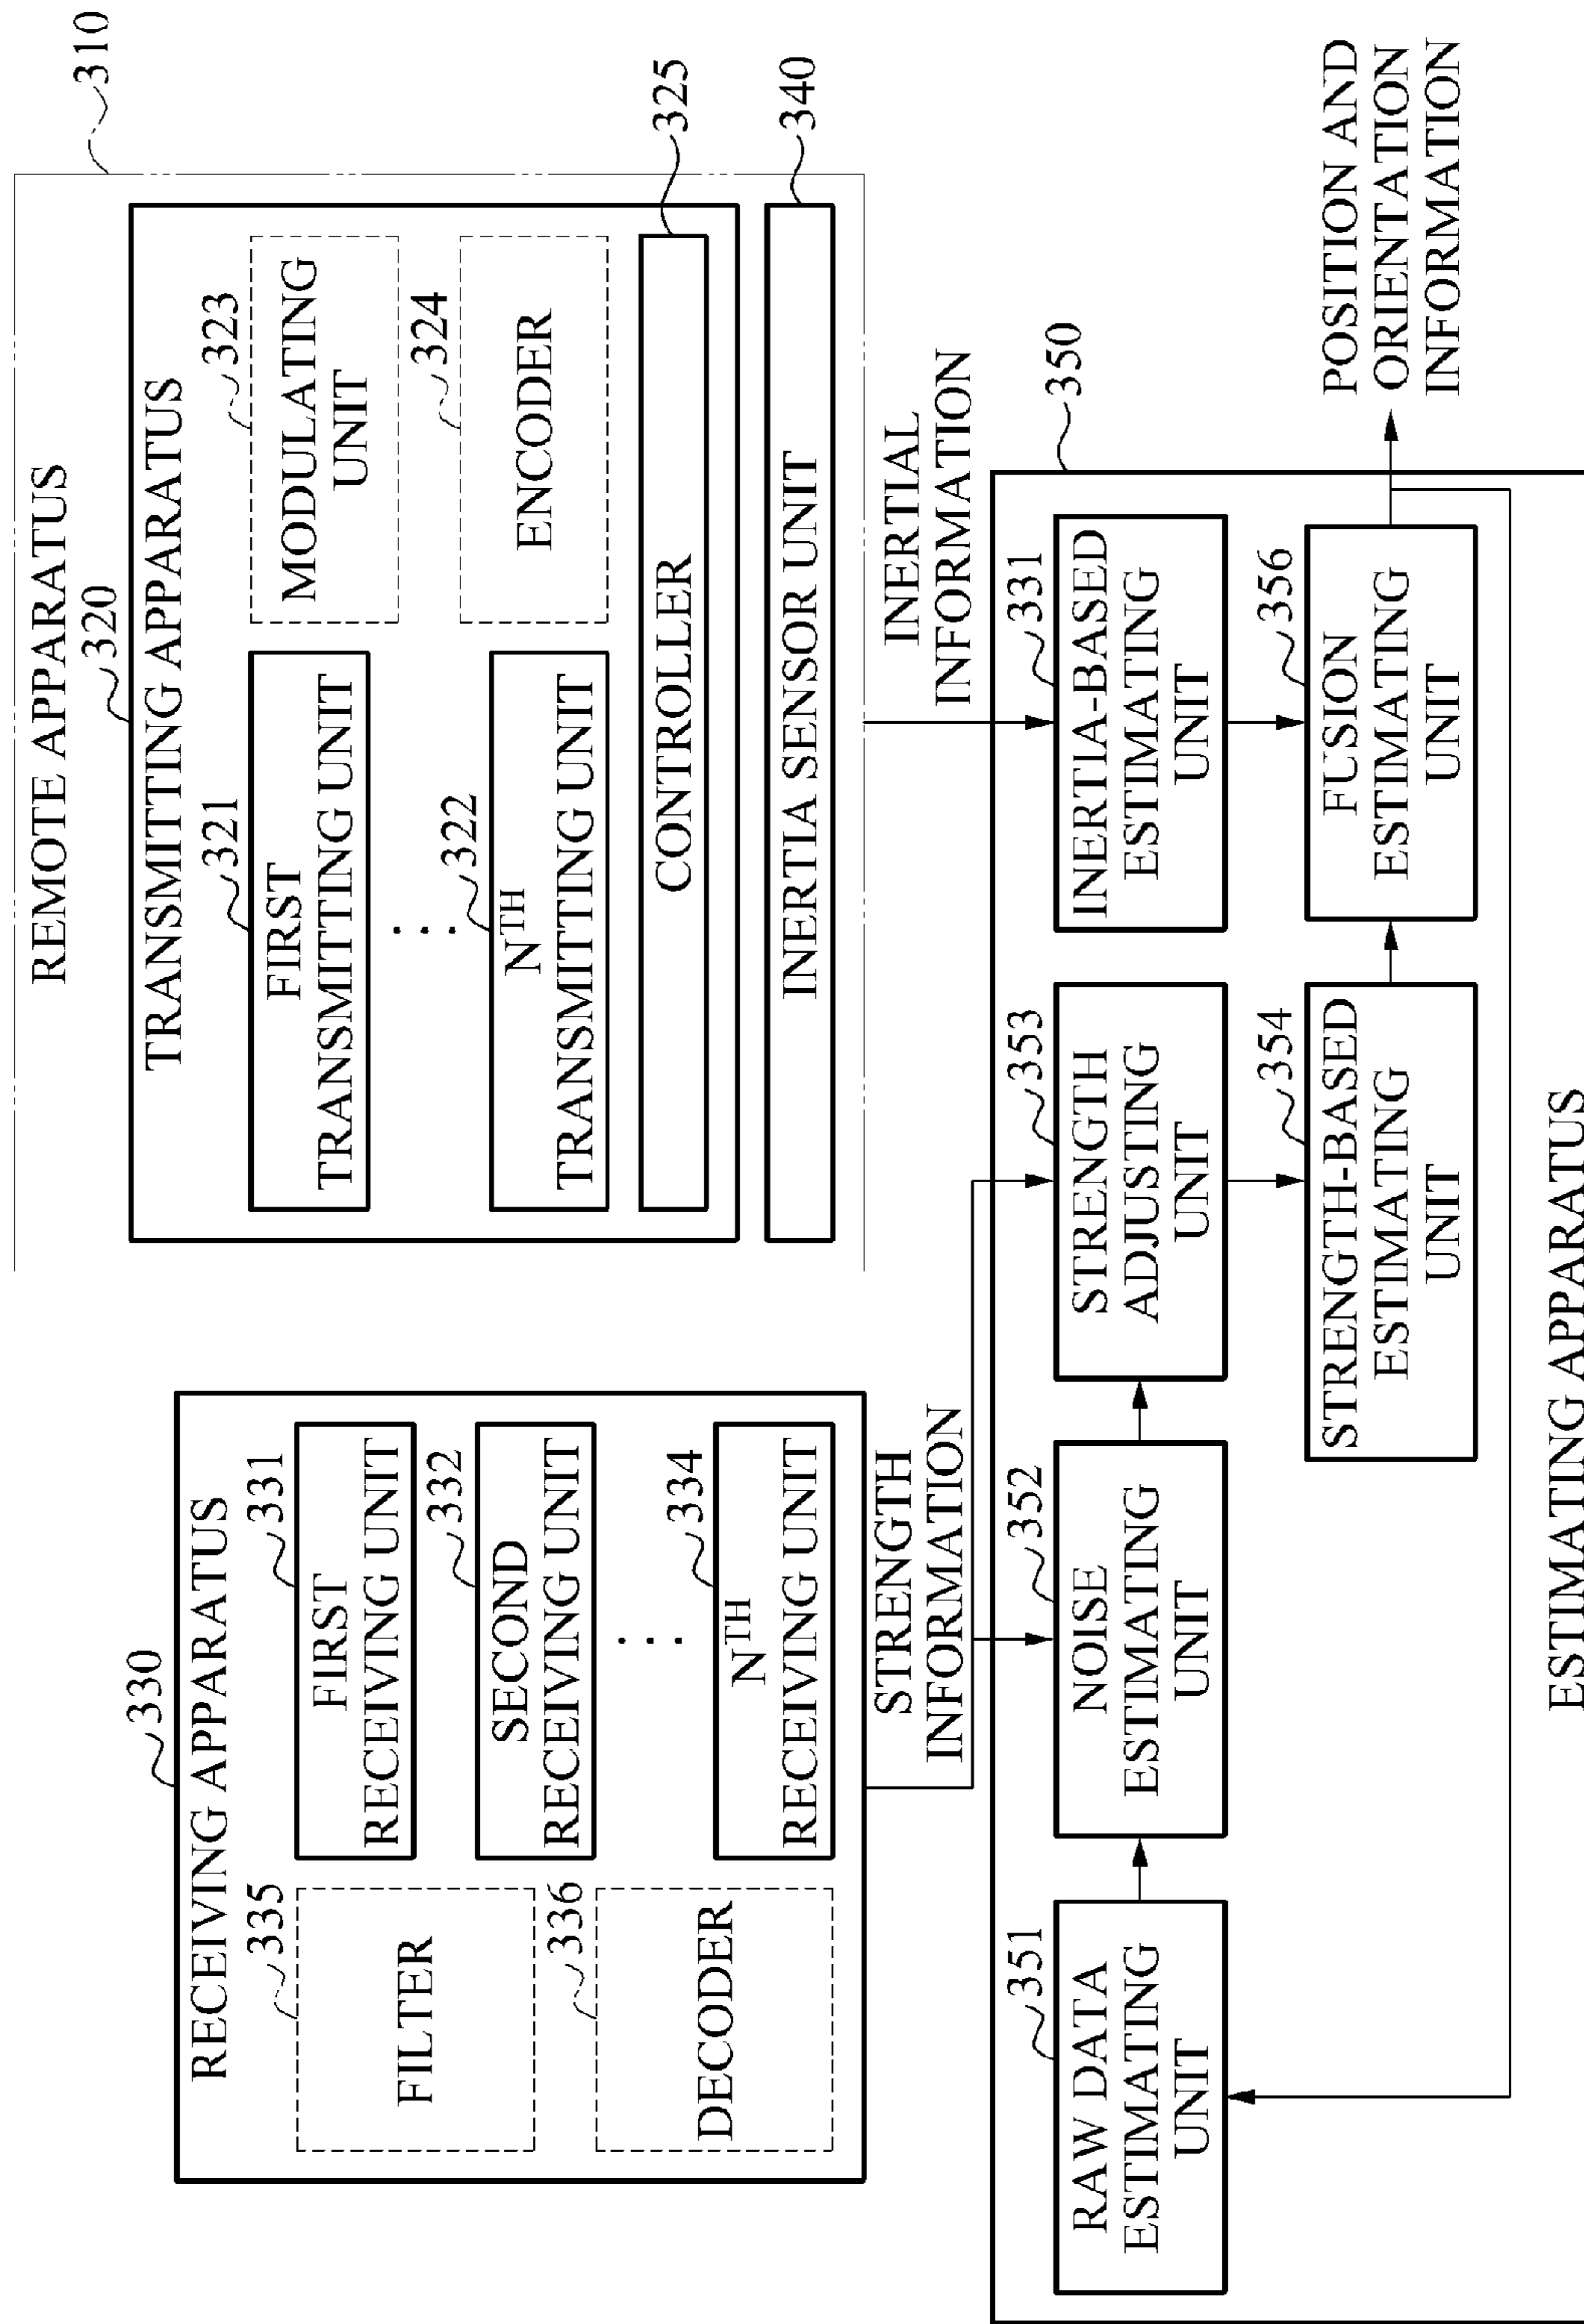 310
REMOTE APPARATUS
320
TRANSMITTING APPARATUS
321
FIRST
TRANSMITTING UNIT
322
N^TH
TRANSMITTING UNIT
323
MODULATING
UNIT
324
ENCODER
325
CONTROLLER
340
INERTIA SENSOR UNIT
330
RECEIVING APPARATUS
335
FILTER
336
DECODER
331
FIRST
RECEIVING UNIT
332
SECOND
RECEIVING UNIT
334
N^TH
RECEIVING UNIT
STRENGTH
INFORMATION
INERTIAL
INFORMATION
350
351
RAW DATA
ESTIMATING
UNIT
352
NOISE
ESTIMATING
UNIT
353
STRENGTH
ADJUSTING
UNIT
331
INERTIA-BASED
ESTIMATING
UNIT
354
STRENGTH-BASED
ESTIMATING
UNIT
356
FUSION
ESTIMATING
UNIT
POSITION AND
ORIENTATION
INFORMATION
ESTIMATING APPARATUS